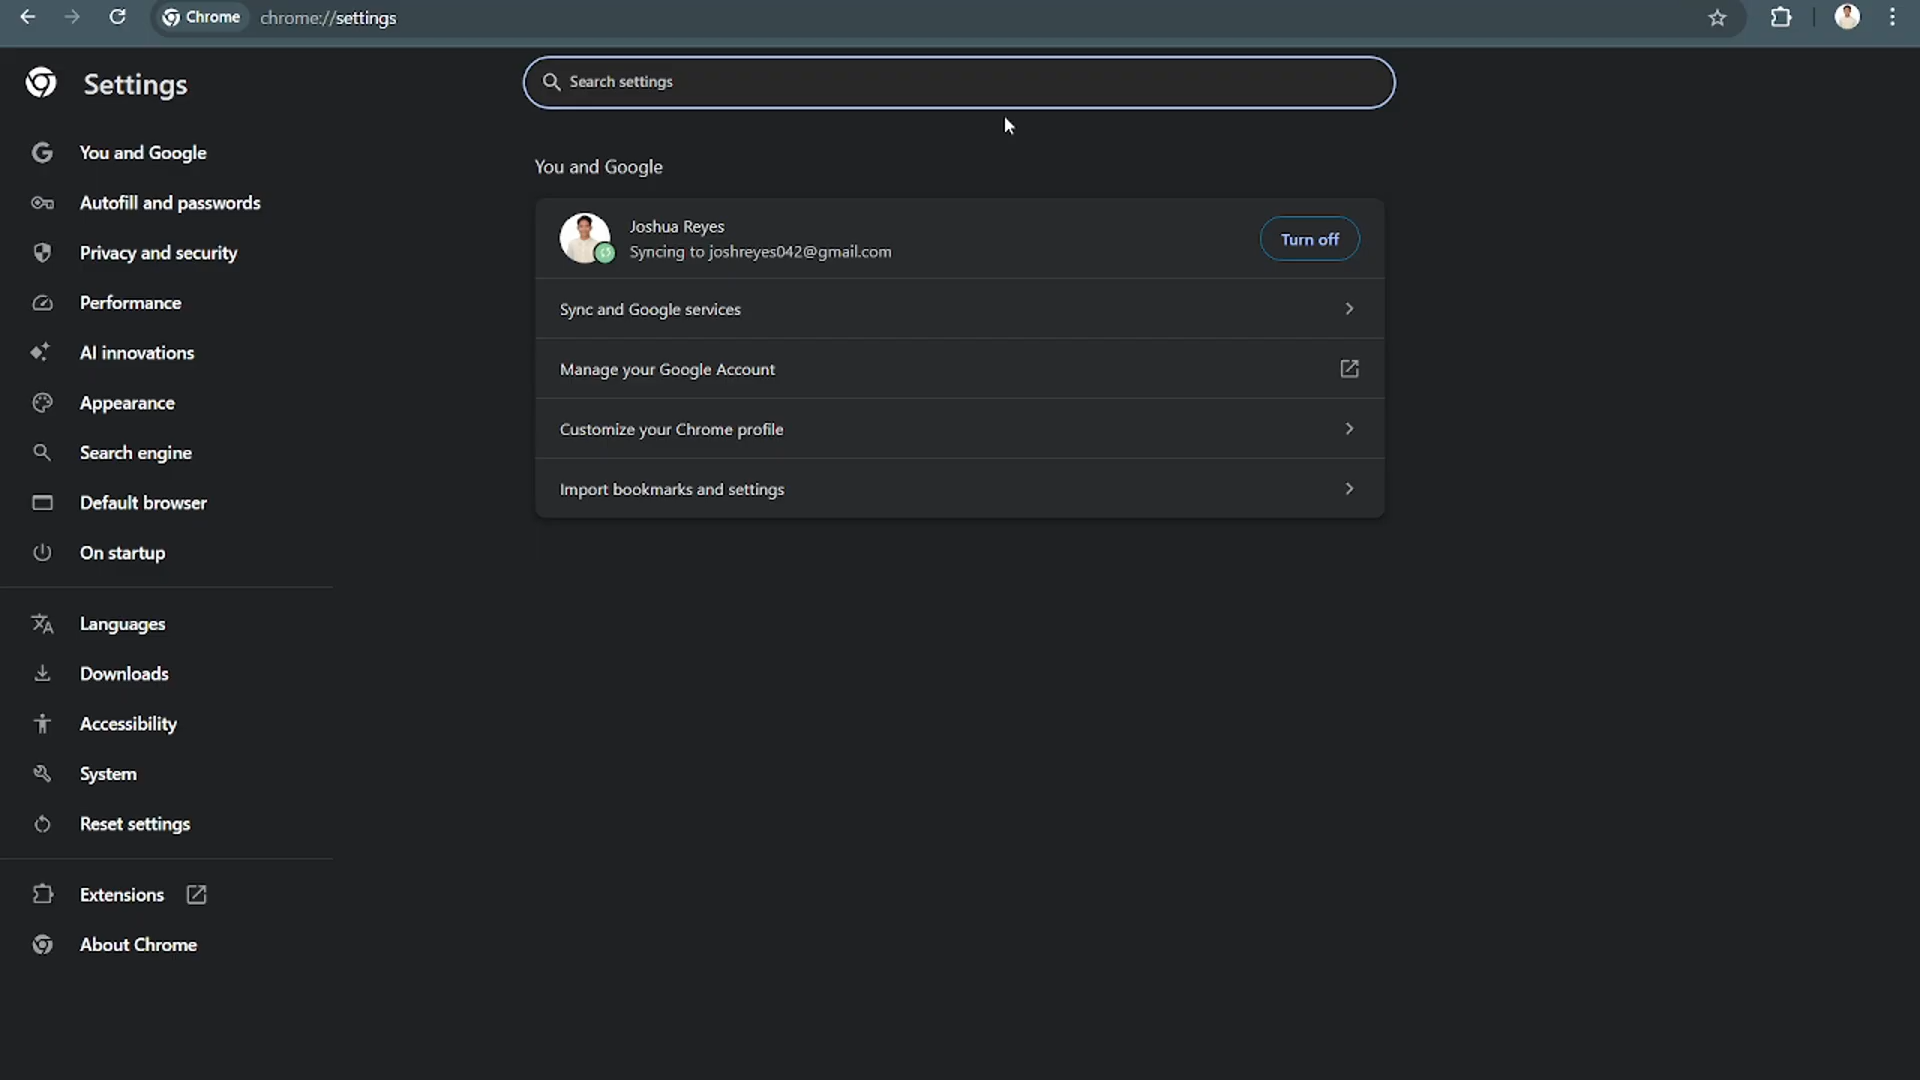 Chrome chrome://settings
Settings
Search settings
You and Google
Autofill and passwords
Privacy and security
Performance
AI innovations
Appearance
Search engine
Default browser
On startup
Languages
Downloads
Accessibility
System
Reset settings
Extensions
About Chrome
You and Google
Joshua Reyes
Syncing to joshreyes042@gmail.com
Turn off
Sync and Google services
Manage your Google Account
Customize your Chrome profile
Import bookmarks and settings